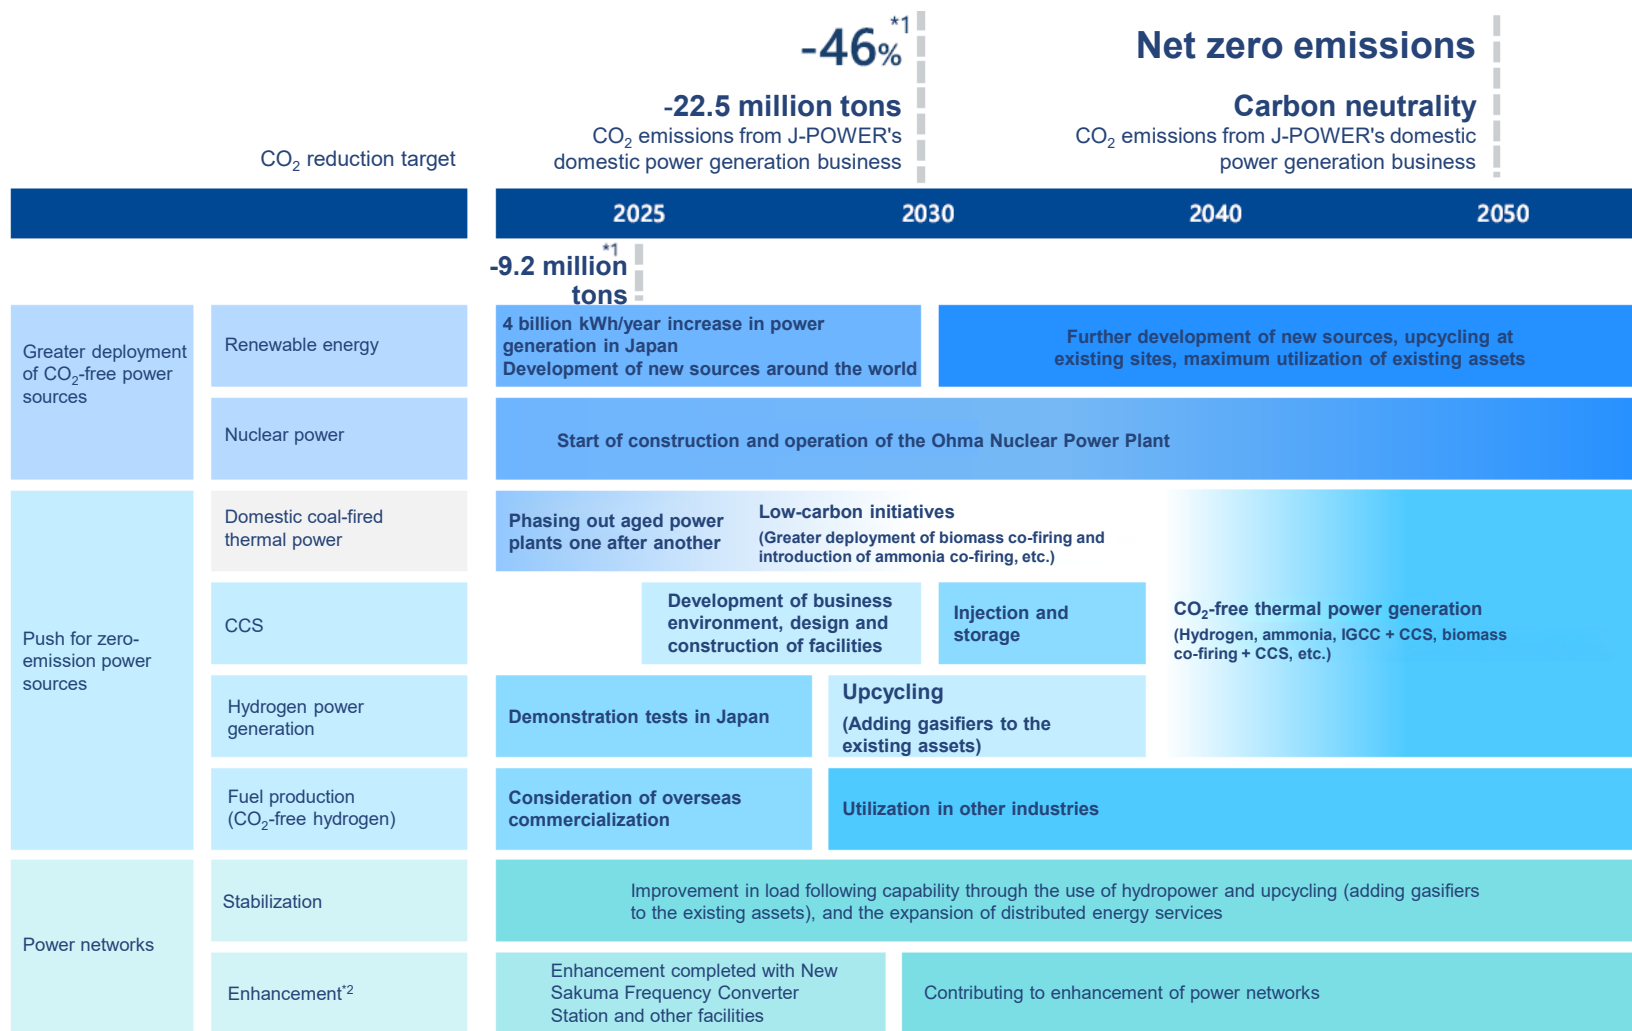 -46%*1
Net zero emissions
-22.5 million tons
CO2 emissions from J-POWER's
domestic power generation business
Carbon neutrality
CO2 emissions from J-POWER's domestic
power generation business
CO2 reduction target
2025
2030
2040
2050
-9.2 million*1
tons
Greater deployment
of CO2-free power
sources
Renewable energy
4 billion kWh/year increase in power
generation in Japan
Development of new sources around the world
Further development of new sources, upcycling at
existing sites, maximum utilization of existing assets
Nuclear power
Start of construction and operation of the Ohma Nuclear Power Plant
Push for zero-
emission power
sources
Domestic coal-fired
thermal power
Phasing out aged power
plants one after another
Low-carbon initiatives
(Greater deployment of biomass co-firing and
introduction of ammonia co-firing, etc.)
CCS
Development of business
environment, design and
construction of facilities
Injection and
storage
CO2-free thermal power generation
(Hydrogen, ammonia, IGCC + CCS, biomass
co-firing + CCS, etc.)
Hydrogen power
generation
Demonstration tests in Japan
Upcycling
(Adding gasifiers to the
existing assets)
Fuel production
(CO2-free hydrogen)
Consideration of overseas
commercialization
Utilization in other industries
Power networks
Stabilization
Improvement in load following capability through the use of hydropower and upcycling (adding gasifiers
to the existing assets), and the expansion of distributed energy services
Enhancement*2
Enhancement completed with New
Sakuma Frequency Converter
Station and other facilities
Contributing to enhancement of power networks